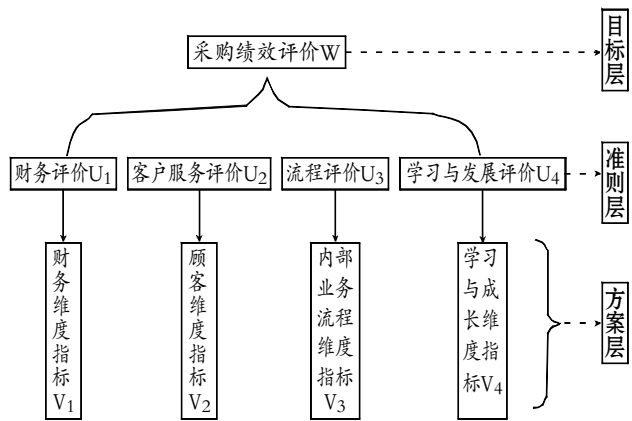 采购绩效评价W
目标层
财务评价U₁
客户服务评价U₂
流程评价U₃
学习与发展评价U₄
准则层
财务维度指标V₁
顾客维度指标V₂
内部
业务
流程
维度
指标V₃
学习
与成
长维
度指
标V₄
方案层